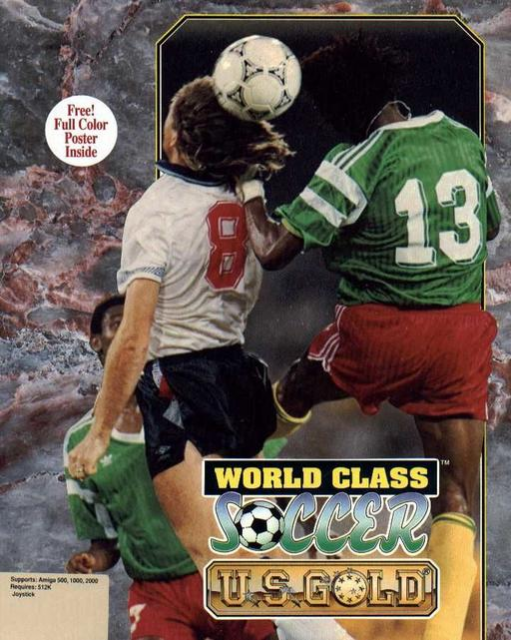 Free!
Full Color
Poster
Inside
8
13
WORLD CLASS
TM
SOCCER
U.S. GOLD®
Supports: Amiga 500, 1000, 2000
Requires: 512K
Joystick